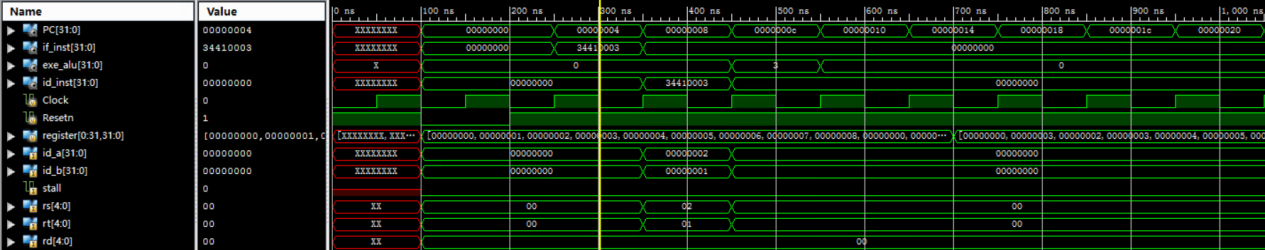 Name Value 0 ns 100 ns 200 ns 300 ns 400 ns 500 ns 600 ns 700 ns 800 ns 900 ns 1,000 ns
PC[31:0] 00000004 XXXXXXXX 00000000 00000004 00000008 0000000c 00000010 00000014 00000018 0000001c 00000020
if_inst[31:0] 34410003 XXXXXXXX 00000000 34410003 00000000
exe_alu[31:0] 0 X 0 3 0
id_inst[31:0] 00000000 XXXXXXXX 00000000 34410003 00000000
Clock 0
Resetn 1
register[0:31,31:0] [00000000,00000001,0 [XXXXXXXX, XXX... [00000000, 00000001, 00000002, 00000003, 00000004, 00000005, 00000006, 00000007, 00000008, 00000000, 00000... [00000000, 00000003, 00000002, 00000003, 00000004, 00000005, 000
id_a[31:0] 00000000 XXXXXXXX 00000000 00000002 00000000
id_b[31:0] 00000000 XXXXXXXX 00000000 00000001 00000000
stall 0
rs[4:0] 00 XX 00 02 00
rt[4:0] 00 XX 00 01 00
rd[4:0] 00 XX 00